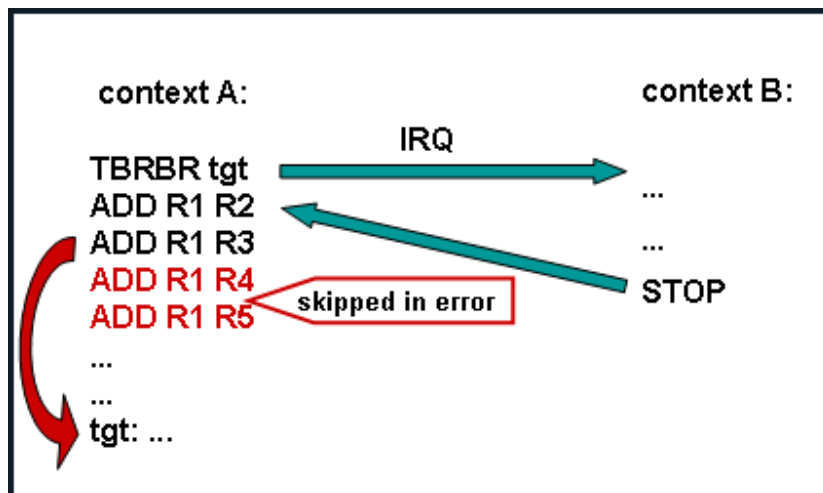 context A:
context B:
IRQ
TBRBR tgt
ADD R1 R2
ADD R1 R3
ADD R1 R4
ADD R1 R5
...
...
tgt: ...
skipped in error
...
...
STOP